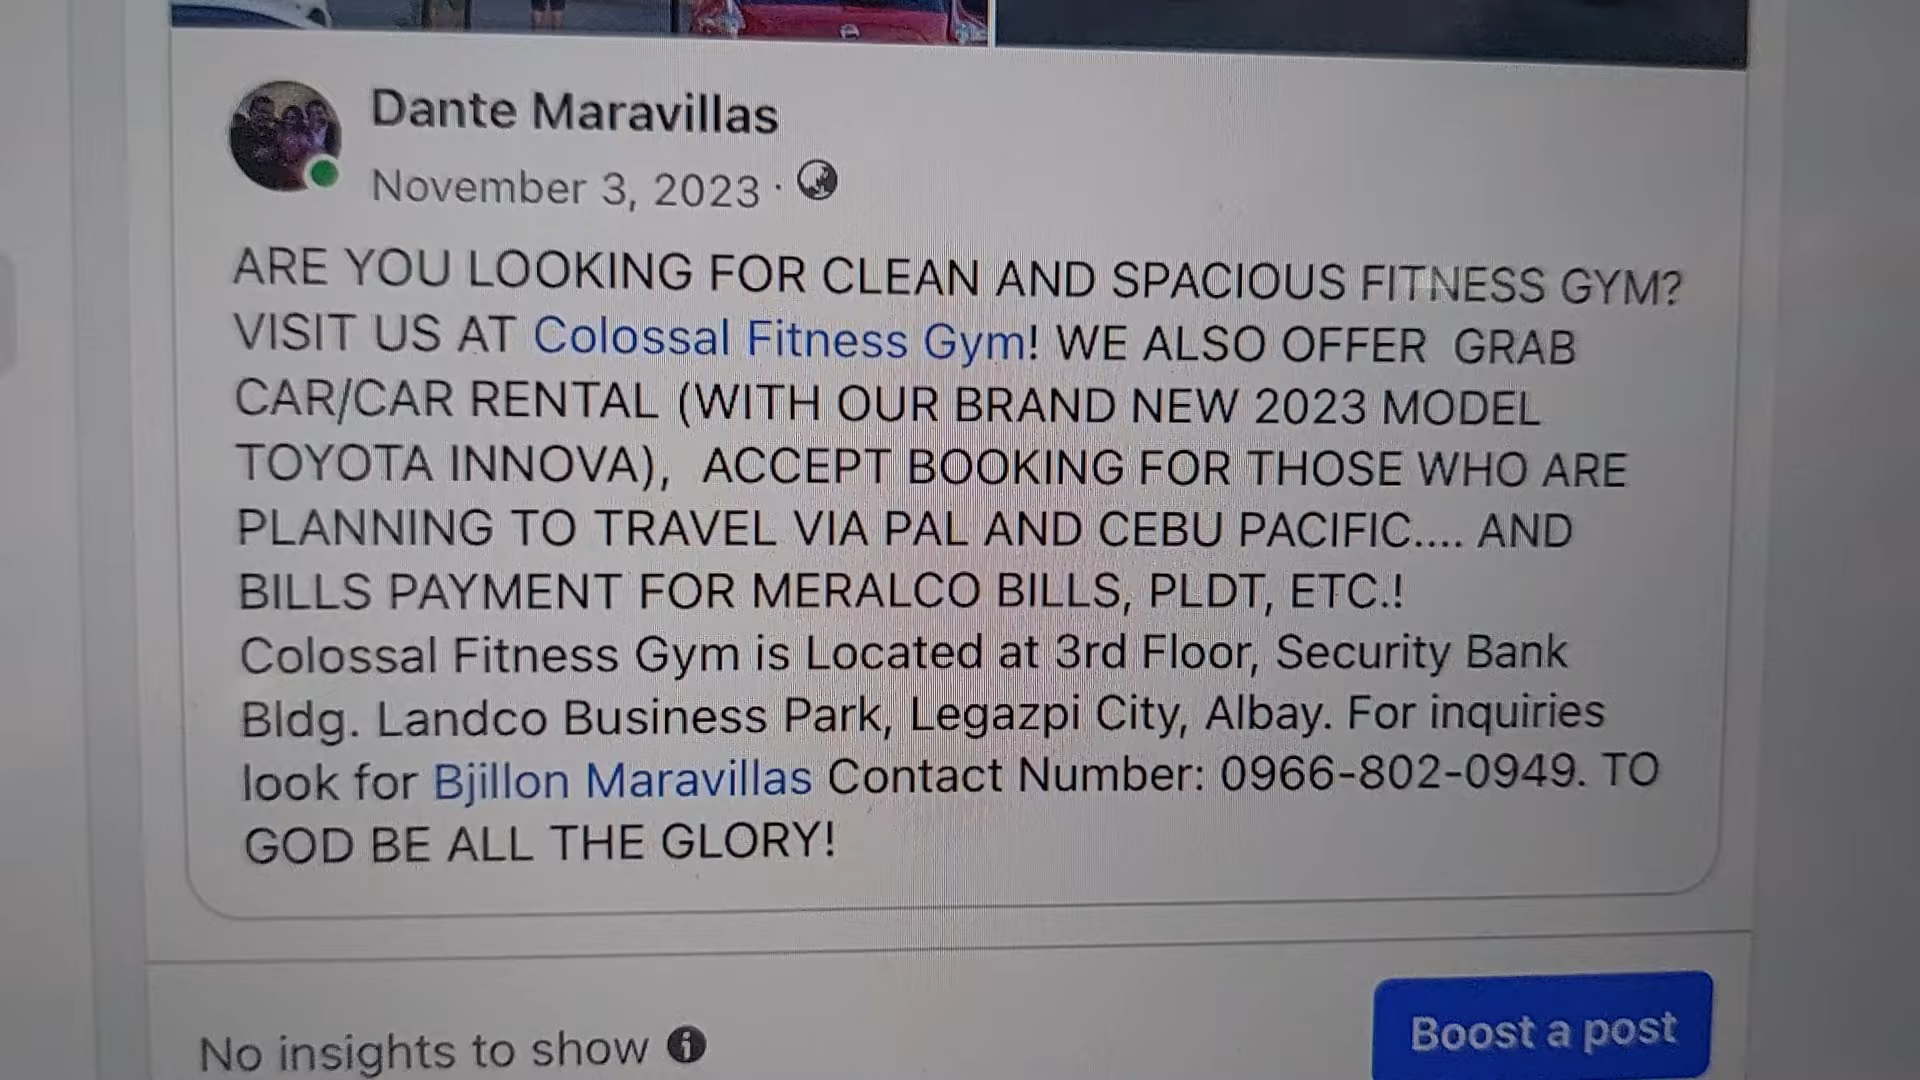 Dante Maravillas
November 3, 2023 ·
ARE YOU LOOKING FOR CLEAN AND SPACIOUS FITNESS GYM?
VISIT US AT Colossal Fitness Gym! WE ALSO OFFER GRAB
CAR/CAR RENTAL (WITH OUR BRAND NEW 2023 MODEL
TOYOTA INNOVA), ACCEPT BOOKING FOR THOSE WHO ARE
PLANNING TO TRAVEL VIA PAL AND CEBU PACIFIC.... AND
BILLS PAYMENT FOR MERALCO BILLS, PLDT, ETC.!
Colossal Fitness Gym is Located at 3rd Floor, Security Bank
Bldg. Landco Business Park, Legazpi City, Albay. For inquiries
look for Bjillon Maravillas Contact Number: 0966-802-0949. TO
GOD BE ALL THE GLORY!
No insights to show
Boost a post